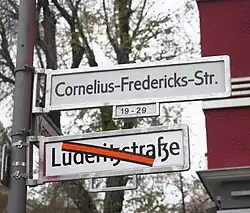 Cornelius-Fredericks-Str.
19 - 29
Lüderitzstraße